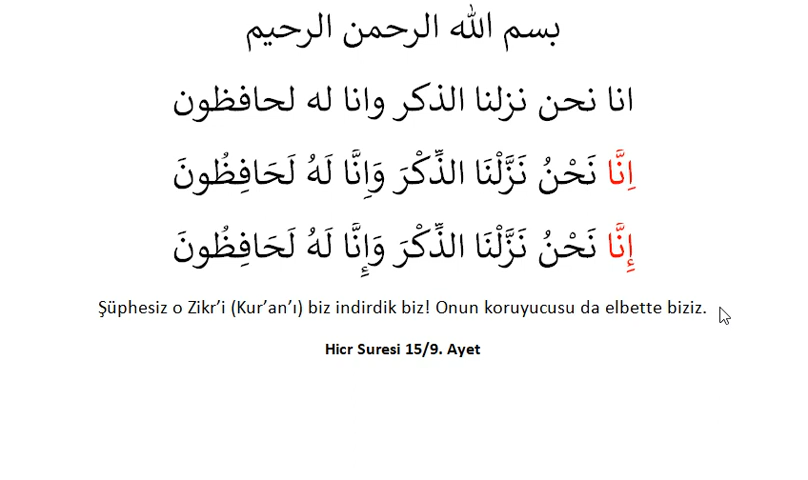 بسم الله الرحمن الرحيم
انا نحن نزلنا الذكر وانا له لحافظون
اِنَّا نَحْنُ نَزَّلْنَا الذِّكْرَ وَاِنَّا لَهُ لَحَافِظُونَ
إِنَّا نَحْنُ نَزَّلْنَا الذِّكْرَ وَإِنَّا لَهُ لَحَافِظُونَ
Şüphesiz o Zikr’i (Kur’an’ı) biz indirdik biz! Onun koruyucusu da elbette biziz.
Hicr Suresi 15/9. Ayet